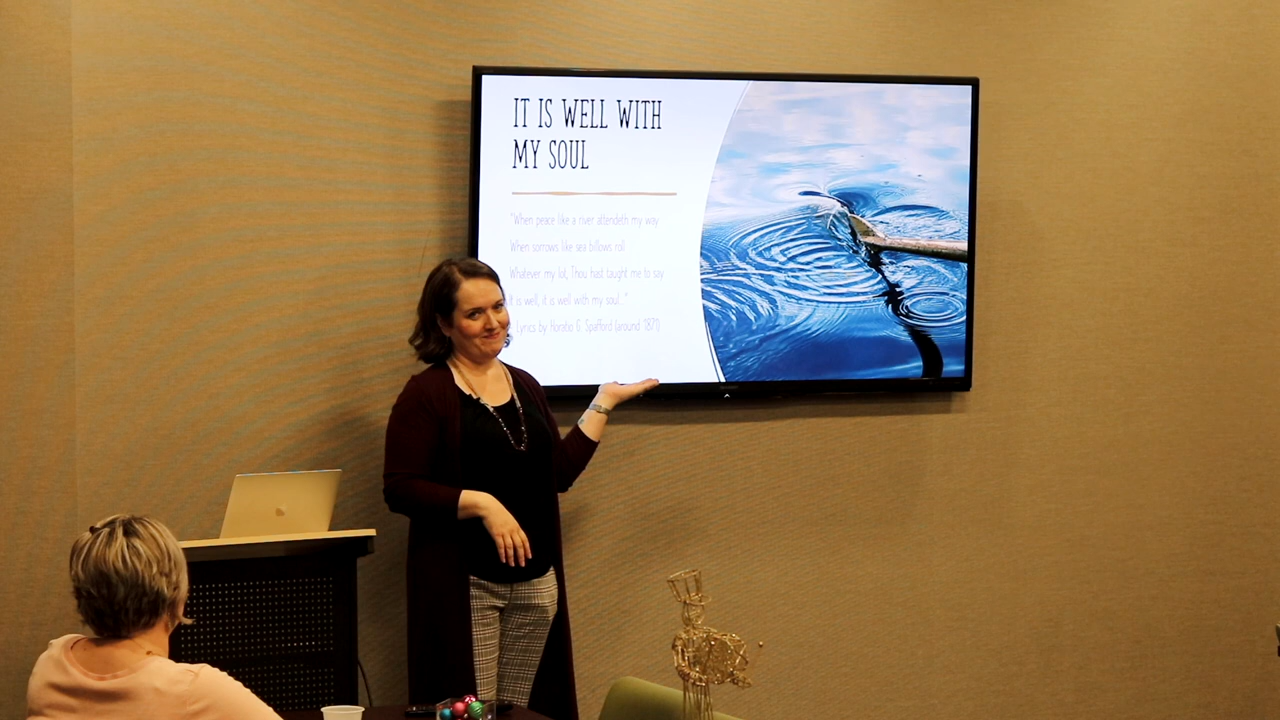 IT IS WELL WITH
MY SOUL
"When peace like a river attendeth my way
When sorrows like sea billows roll
Whatever my lot, Thou hast taught me to say
It is well, it is well with my soul..."
Lyrics by Horatio G. Spafford (around 1871)